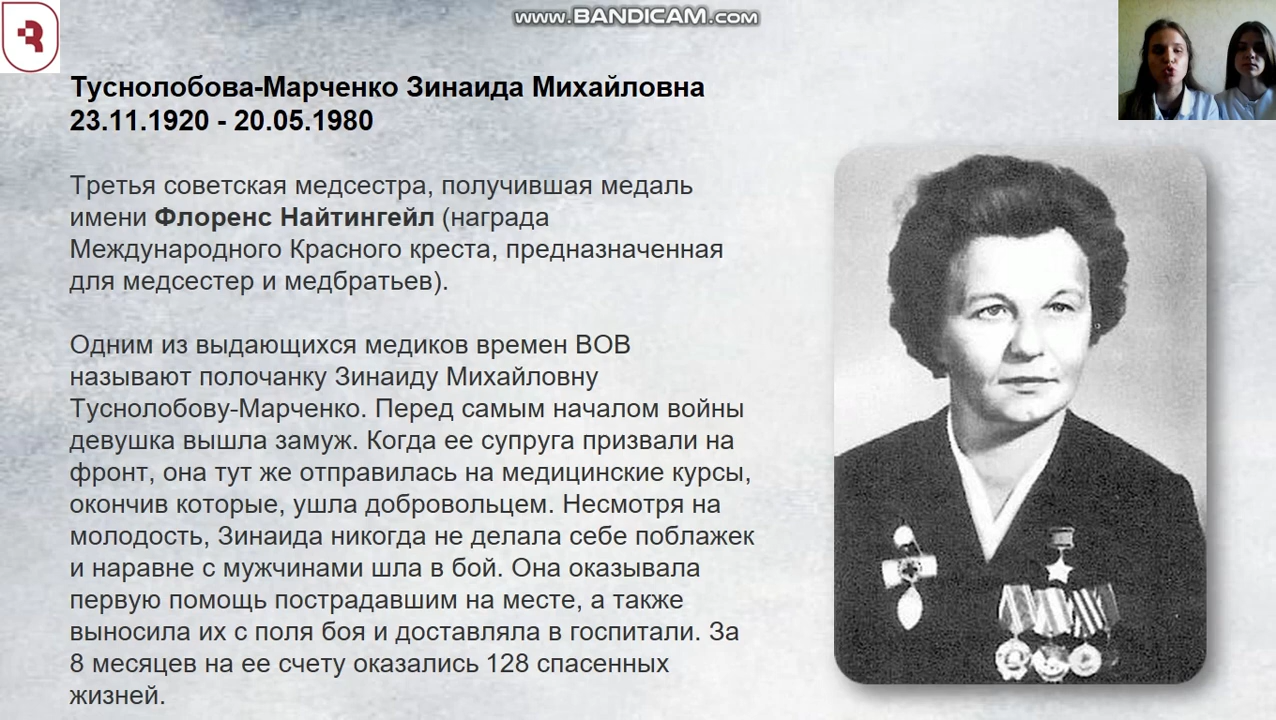 www.BANDICAM.com
Туснолобова-Марченко Зинаида Михайловна
23.11.1920 - 20.05.1980
Третья советская медсестра, получившая медаль
имени Флоренс Найтингейл (награда
Международного Красного креста, предназначенная
для медсестер и медбратьев).
Одним из выдающихся медиков времен ВОВ
называют полочанку Зинаиду Михайловну
Туснолобову-Марченко. Перед самым началом войны
девушка вышла замуж. Когда ее супруга призвали на
фронт, она тут же отправилась на медицинские курсы,
окончив которые, ушла добровольцем. Несмотря на
молодость, Зинаида никогда не делала себе поблажек
и наравне с мужчинами шла в бой. Она оказывала
первую помощь пострадавшим на месте, а также
выносила их с поля боя и доставляла в госпитали. За
8 месяцев на ее счету оказались 128 спасенных
жизней.